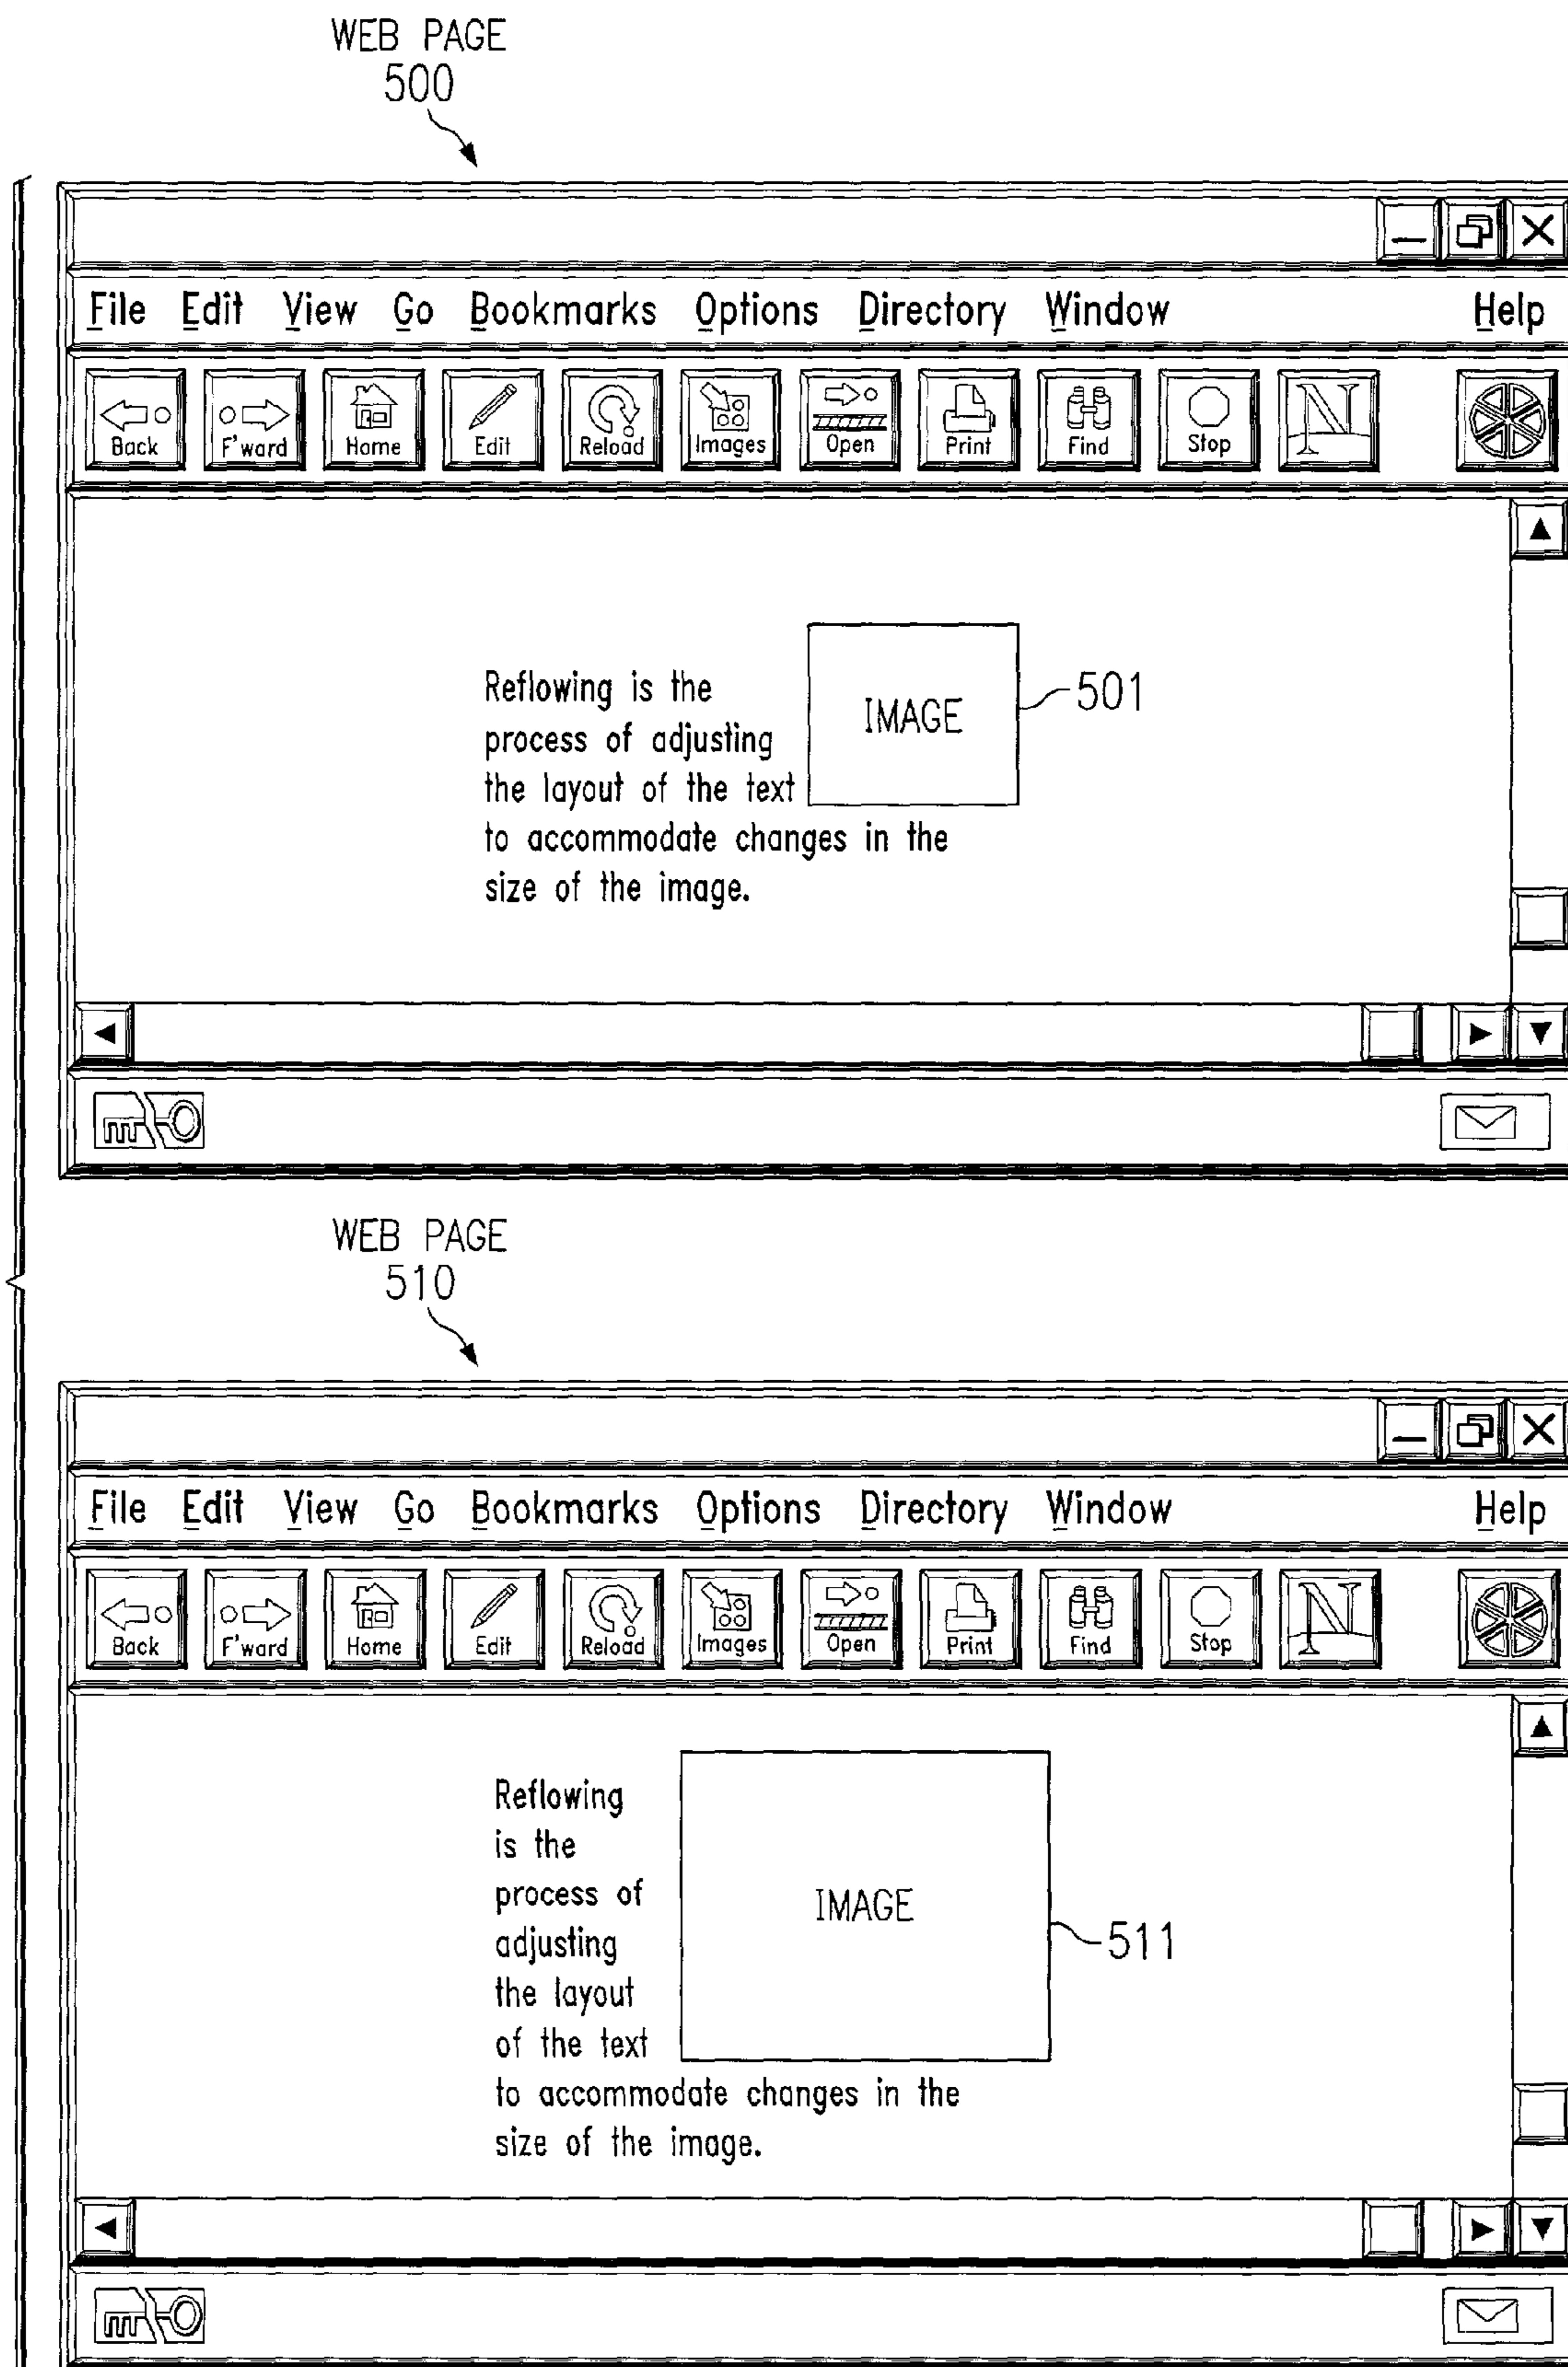 WEB PAGE
500
File Edit View Go Bookmarks Options Directory Window Help
Back F'ward Home Edit Reload Images Open Print Find Stop N
Reflowing is the
process of adjusting
the layout of the text
to accommodate changes in the
size of the image.
IMAGE
501
WEB PAGE
510
File Edit View Go Bookmarks Options Directory Window Help
Back F'ward Home Edit Reload Images Open Print Find Stop N
Reflowing
is the
process of
adjusting
the layout
of the text
to accommodate changes in the
size of the image.
IMAGE
511